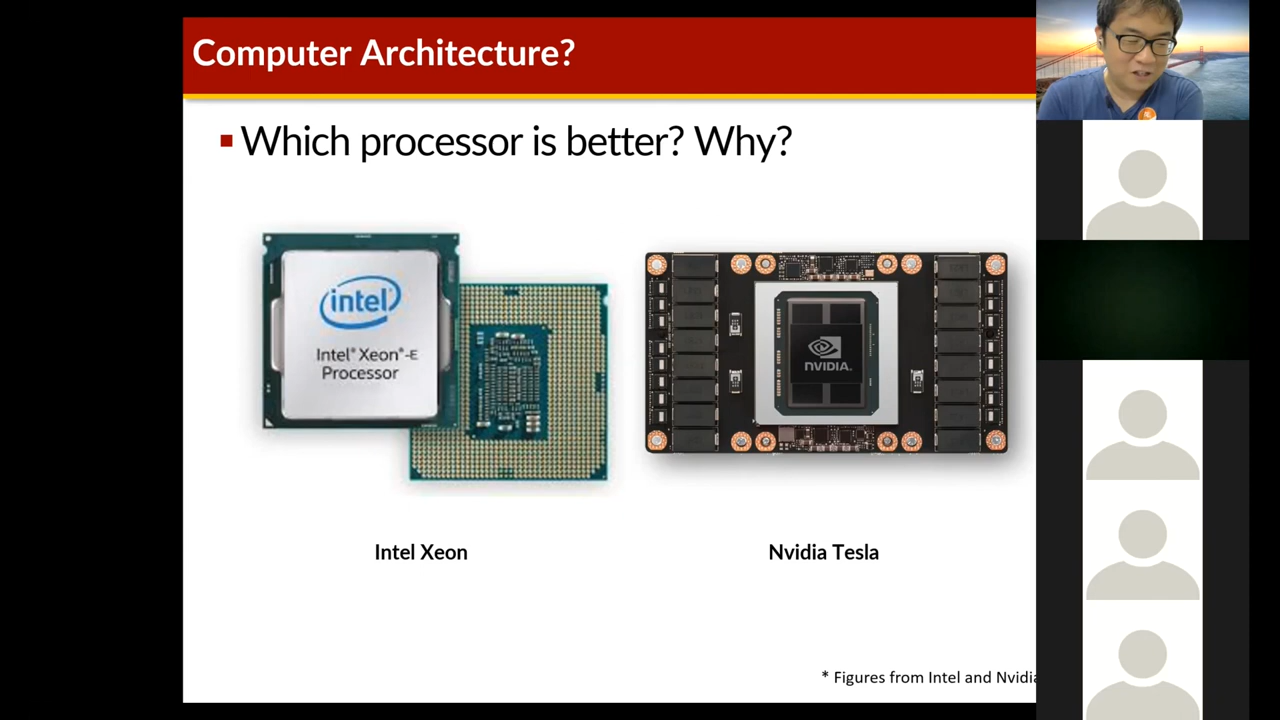 Computer Architecture?
Which processor is better? Why?
intel
Intel® Xeon®-E
Processor
NVIDIA.
Intel Xeon
Nvidia Tesla
* Figures from Intel and Nvidia